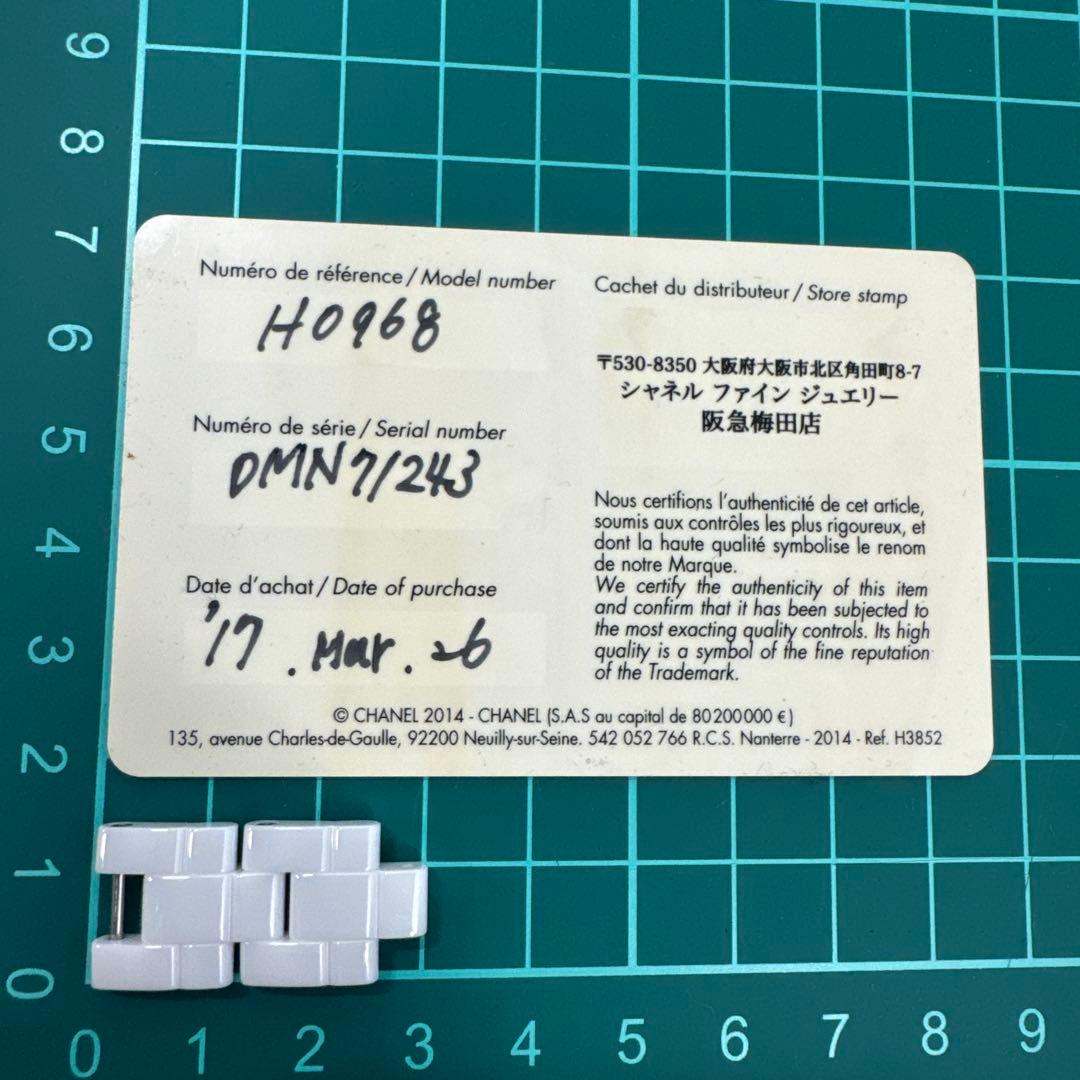 9
8
7
6
5
4
3
2
1
0
Numéro de référence / Model number
H0968
Numéro de série / Serial number
DMN71243
Date d'achat / Date of purchase
'17 . Mar . 26
Cachet du distributeur / Store stamp
〒530-8350 大阪府大阪市北区角田町8-7
シャネル ファイン ジュエリー
阪急梅田店
Nous certifions l'authenticité de cet article,
soumis aux contrôles les plus rigoureux, et
dont la haute qualité symbolise le renom
de notre Marque.
We certify the authenticity of this item
and confirm that it has been subjected to
the most exacting quality controls. Its high
quality is a symbol of the fine reputation
of the Trademark.
© CHANEL 2014 - CHANEL (S.A.S au capital de 80200000 €)
135, avenue Charles-de-Gaulle, 92200 Neuilly-sur-Seine. 542 052 766 R.C.S. Nanterre - 2014 - Ref. H3852
0 1 2 3 4 5 6 7 8 9